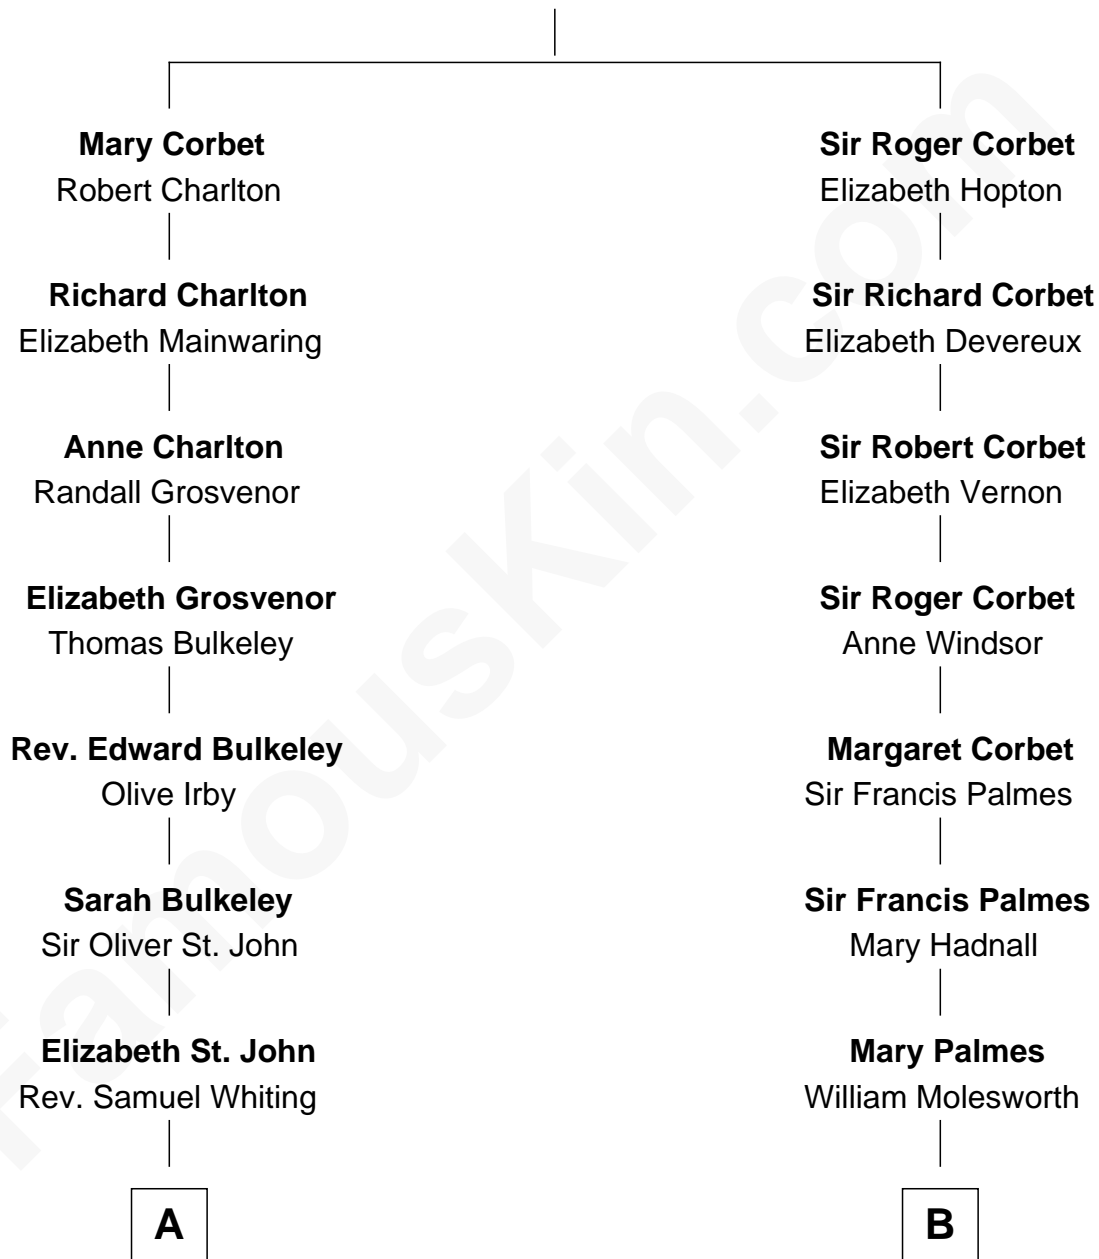 Mary Corbet
Robert Charlton
Richard Charlton
Elizabeth Mainwaring
Anne Charlton
Randall Grosvenor
Elizabeth Grosvenor
Thomas Bulkeley
Rev. Edward Bulkeley
Olive Irby
Sarah Bulkeley
Sir Oliver St. John
Elizabeth St. John
Rev. Samuel Whiting
A
Sir Roger Corbet
Elizabeth Hopton
Sir Richard Corbet
Elizabeth Devereux
Sir Robert Corbet
Elizabeth Vernon
Sir Roger Corbet
Anne Windsor
Margaret Corbet
Sir Francis Palmes
Sir Francis Palmes
Mary Hadnall
Mary Palmes
William Molesworth
B
FamousKin.com